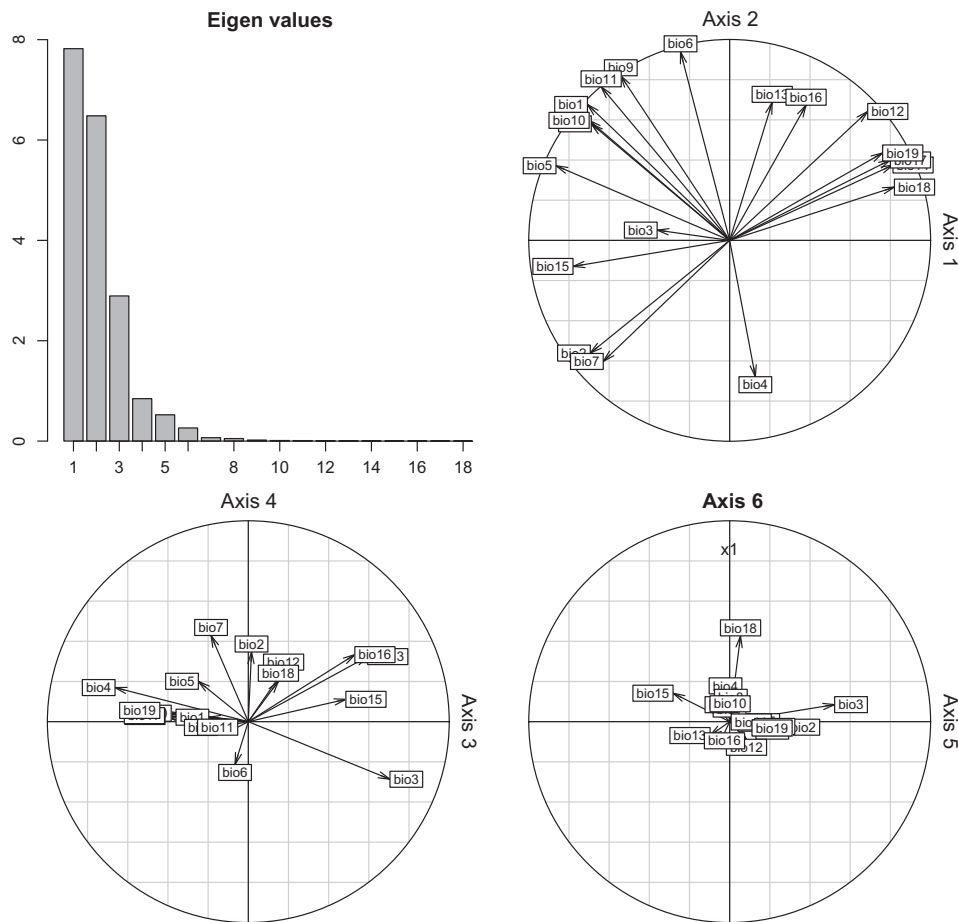 Eigen values
8
6
4
2
0
1 3 5 8 10 12 14 16 18
Axis 2
bio6
bio9
bio11
bio13
bio16
bio1
bio12
bio10
bio19
bio5
bio18
bio3
Axis 1
bio15
bio7
bio4
Axis 4
bio7
bio2
bio12
bio16
bio18
bio5
bio4
bio15
bio19
bio1
bio11
Axis 3
bio6
bio3
Axis 6
x1
bio18
bio4
bio15
bio10
bio3
bio19
bio2
bio13
bio16
bio12
Axis 5